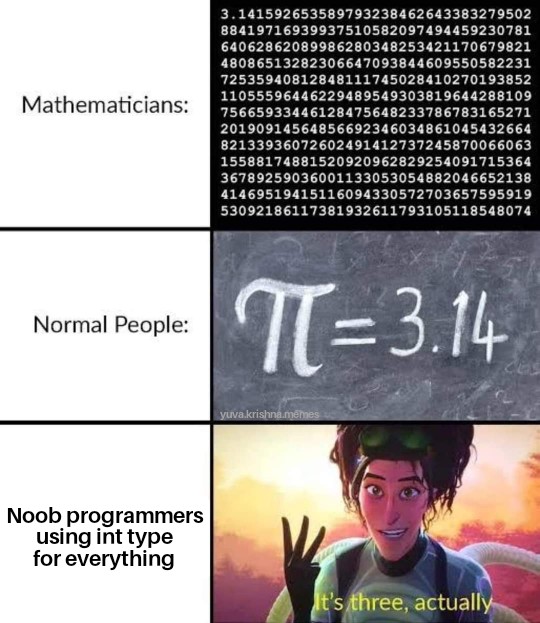 3.141592653589793238462643383279502
88419716939937510582097494459230781
64062862089986280348253421170679821
48086513282306647093844609550582231
72535940812848111745028410270193852
11055596446229489549303819644288109
75665933446128475648233786783165271
20190914564856692346034861045432664
82133936072602491412737245870066063
15588174881520920962829254091715364
36789259036001133053054882046652138
41469519415116094330572703657595919
53092186117381932611793105118548074
Mathematicians:
Normal People:
π = 3.14
yuva.krishna.memes
Noob programmers
using int type
for everything
It's three, actually